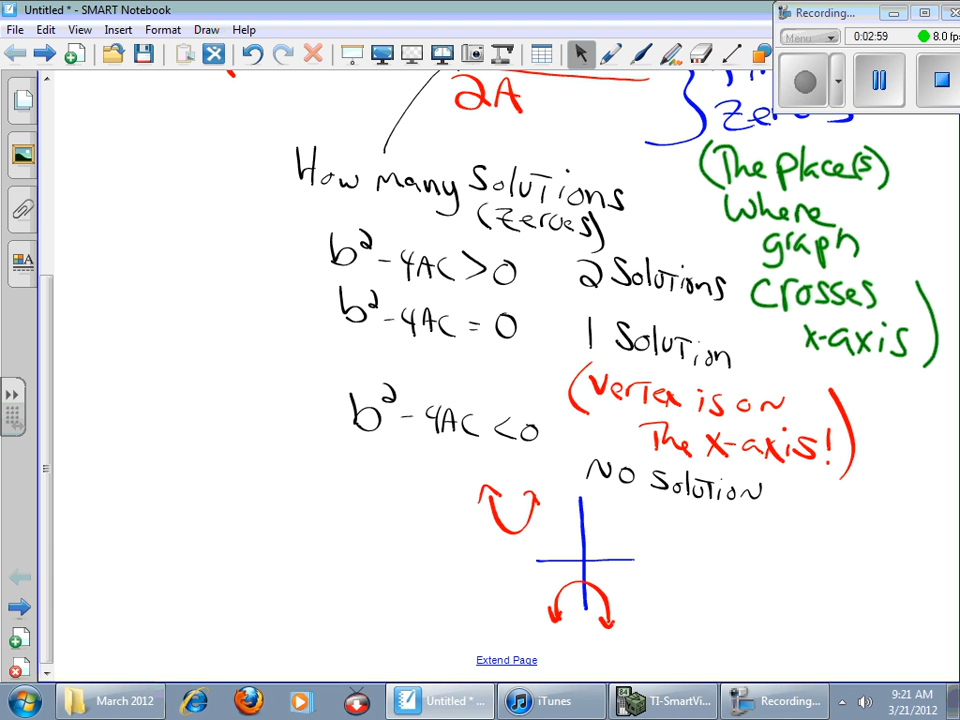 Untitled * - SMART Notebook
File Edit View Insert Format Draw Help
Recording...
Menu
0:02:59
8.0 fps
2A
Zeroes
How many Solutions
(Zeroes)
b² - 4AC > 0 2 Solutions
b² - 4AC = 0 1 Solution
(Vertex is on
The x-axis!)
b² - 4AC < 0
NO Solution
(The place(s)
where
graph
crosses
x-axis)
Extend Page
March 2012
Untitled * ...
iTunes
TI-SmartVi...
Recording...
9:21 AM
3/21/2012